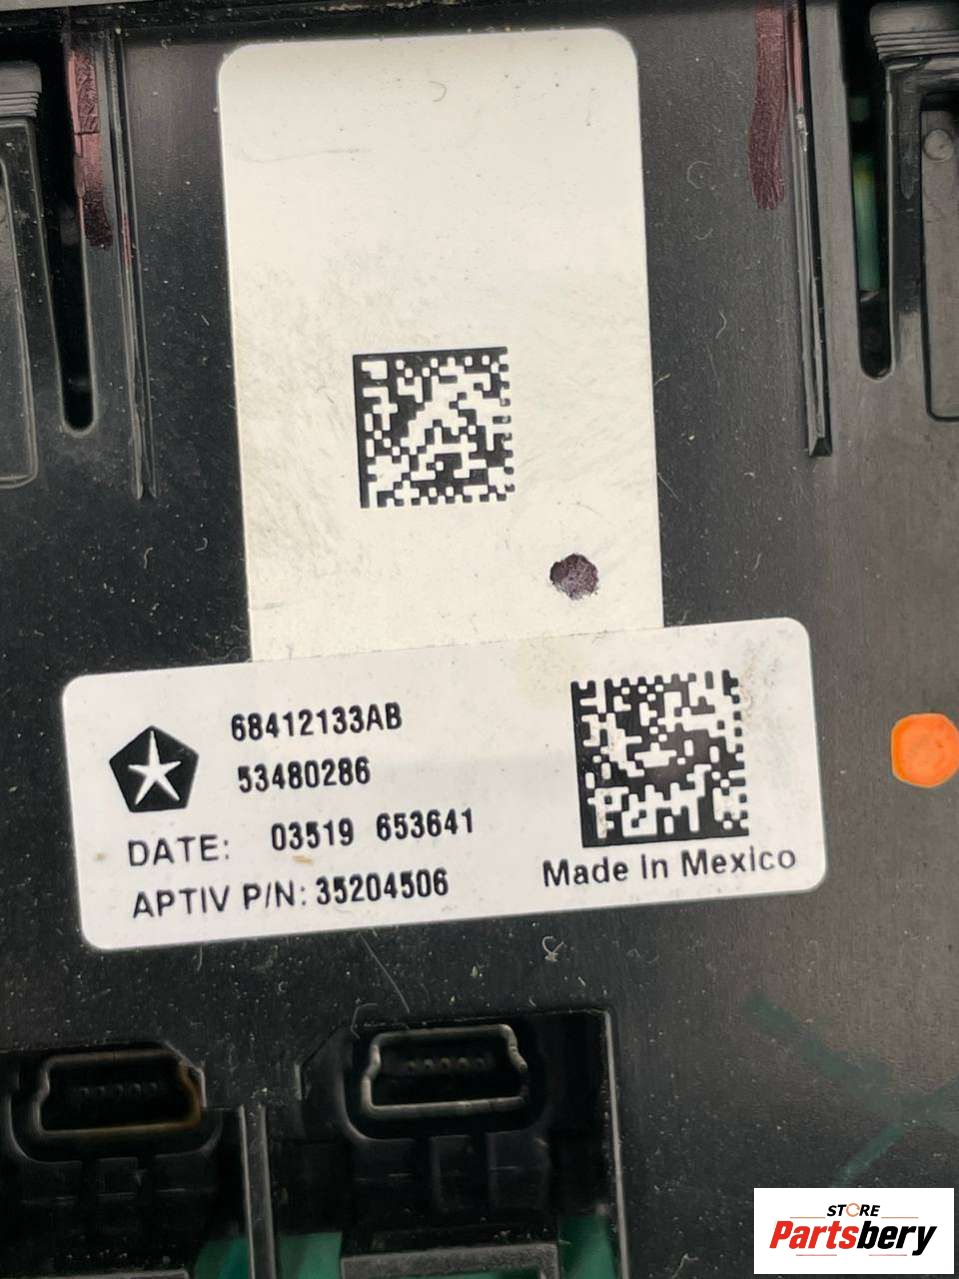 68412133AB
53480286
DATE: 03519 653641
APTIV P/N: 35204506
Made In Mexico
STORE
Partsbery